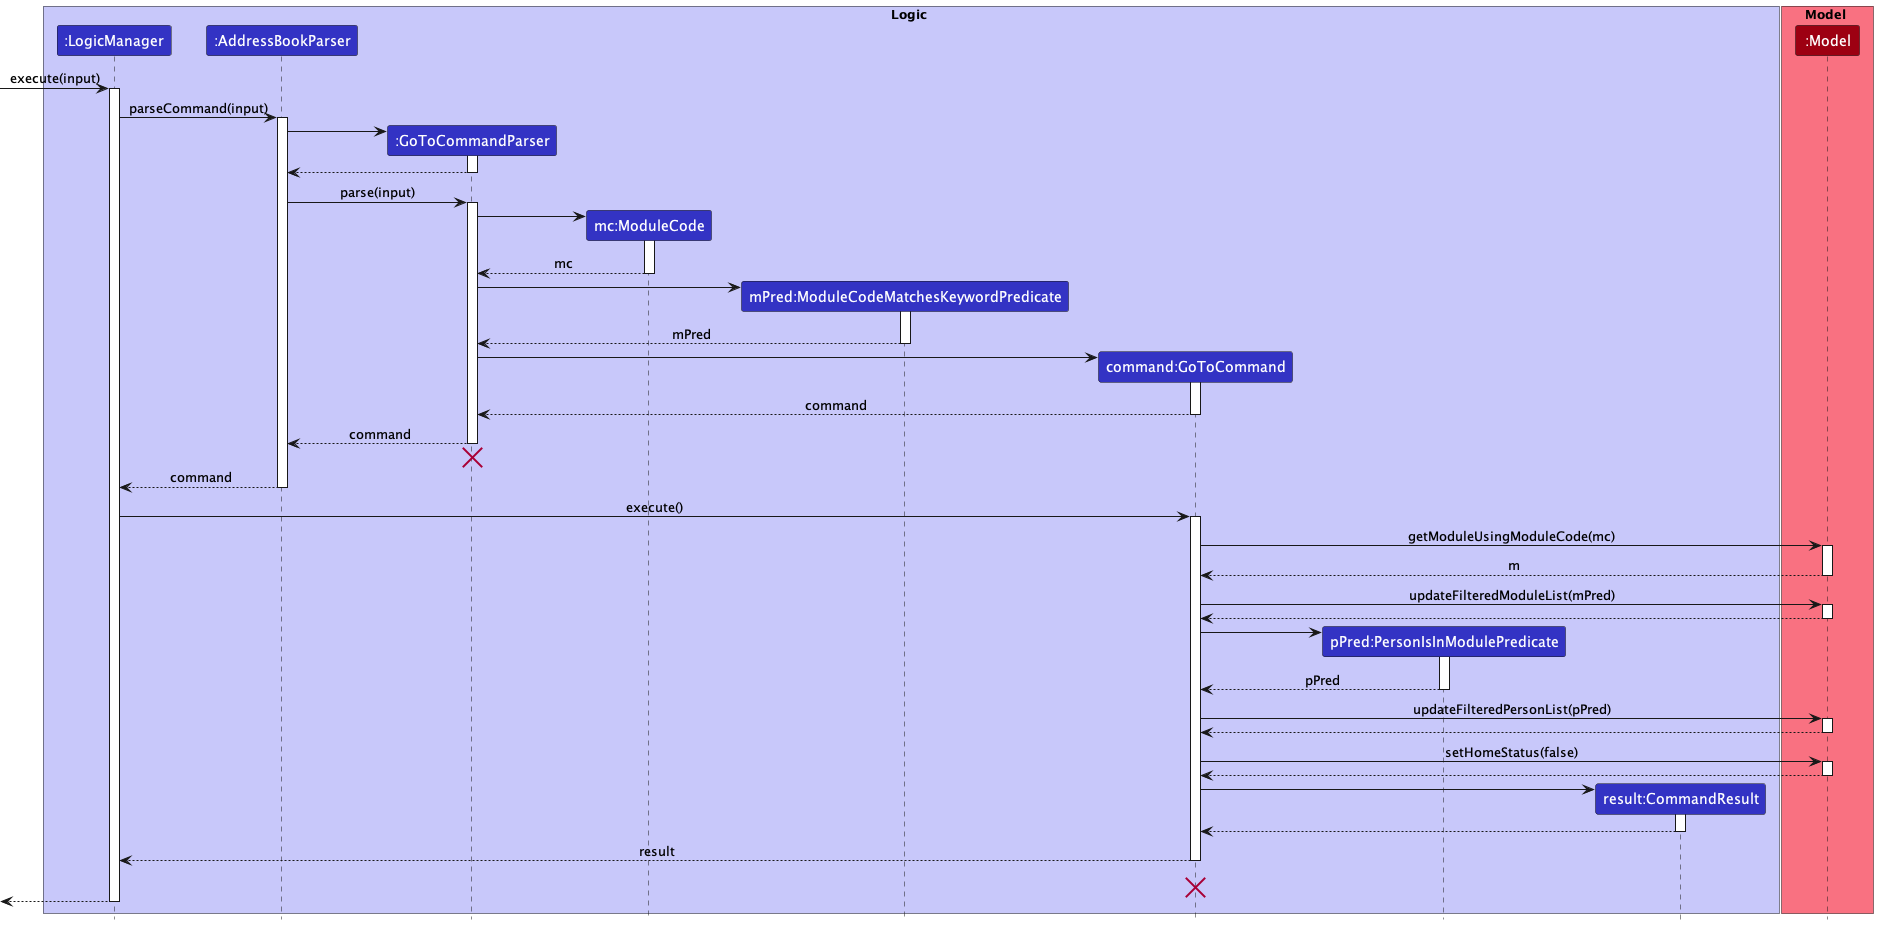 Logic
Model
:LogicManager
:AddressBookParser
:Model
execute(input)
parseCommand(input)
:GoToCommandParser
parse(input)
mc:ModuleCode
mc
mPred:ModuleCodeMatchesKeywordPredicate
mPred
command:GoToCommand
command
command
command
execute()
getModuleUsingModuleCode(mc)
m
updateFilteredModuleList(mPred)
pPred:PersonIsInModulePredicate
pPred
updateFilteredPersonList(pPred)
setHomeStatus(false)
result:CommandResult
result